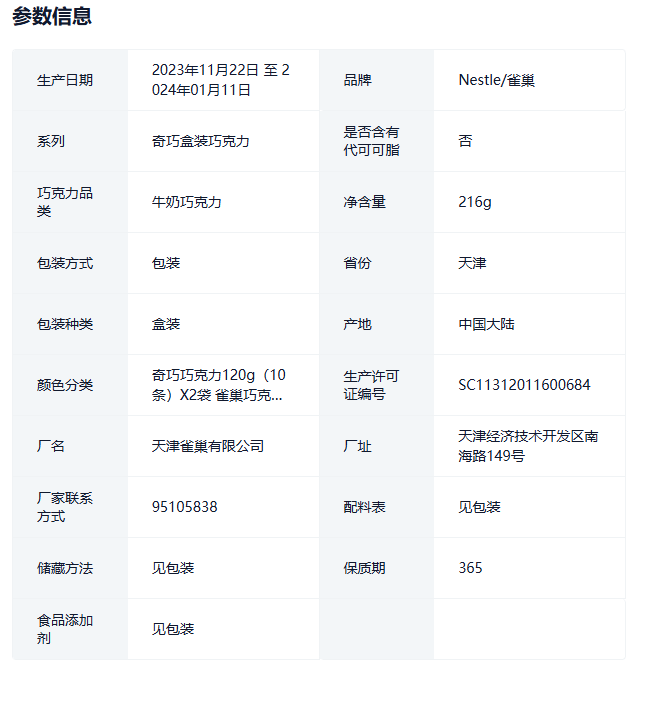 参数信息
生产日期
2023年11月22日 至 2
024年01月11日
品牌
Nestle/雀巢
系列
奇巧盒装巧克力
是否含有
代可可脂
否
巧克力品
类
牛奶巧克力
净含量
216g
包装方式
包装
省份
天津
包装种类
盒装
产地
中国大陆
颜色分类
奇巧巧克力120g（10
条）X2袋 雀巢巧克...
生产许可
证编号
SC11312011600684
厂名
天津雀巢有限公司
厂址
天津经济技术开发区南
海路149号
厂家联系
方式
95105838
配料表
见包装
储藏方法
见包装
保质期
365
食品添加
剂
见包装